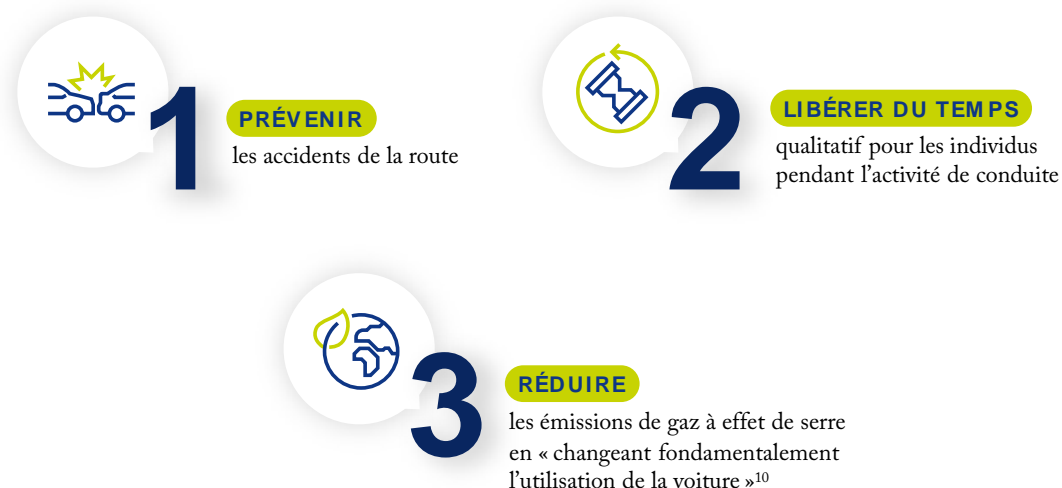 1
PRÉVENIR
les accidents de la route
2
LIBÉRER DU TEMPS
qualitatif pour les individus
pendant l’activité de conduite
3
RÉDUIRE
les émissions de gaz à effet de serre
en « changeant fondamentalement
l’utilisation de la voiture »¹⁰